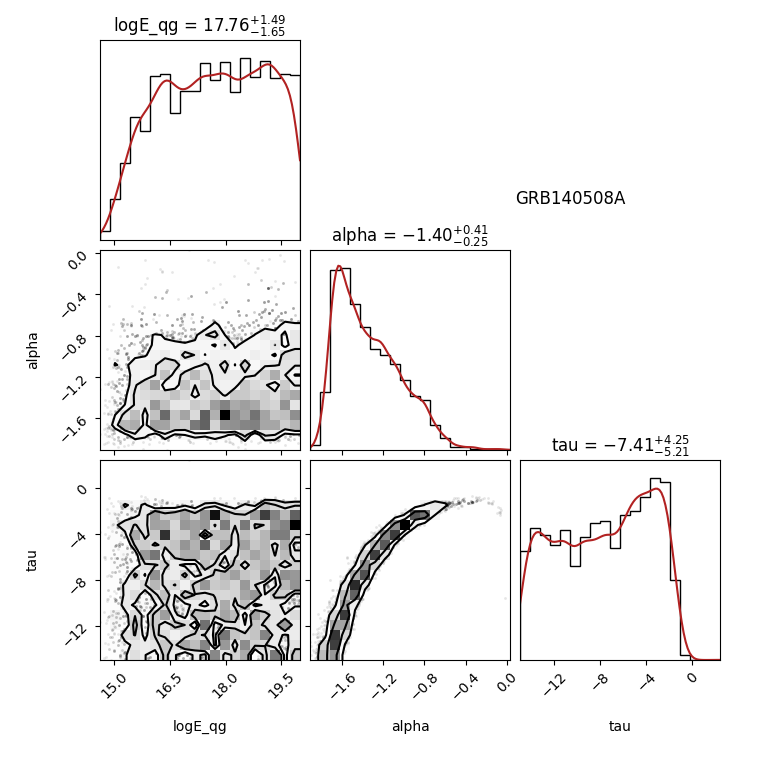 logE_qg = 17.76^{+1.49}_{-1.65}
GRB140508A
alpha = −1.40^{+0.41}_{-0.25}
0.0
−0.4
−0.8
−1.2
−1.6
alpha
tau = −7.41^{+4.25}_{-5.21}
0
−4
−8
−12
tau
15.0 16.5 18.0 19.5
−1.6 −1.2 −0.8 −0.4 0.0
−12 −8 −4 0
logE_qg alpha tau